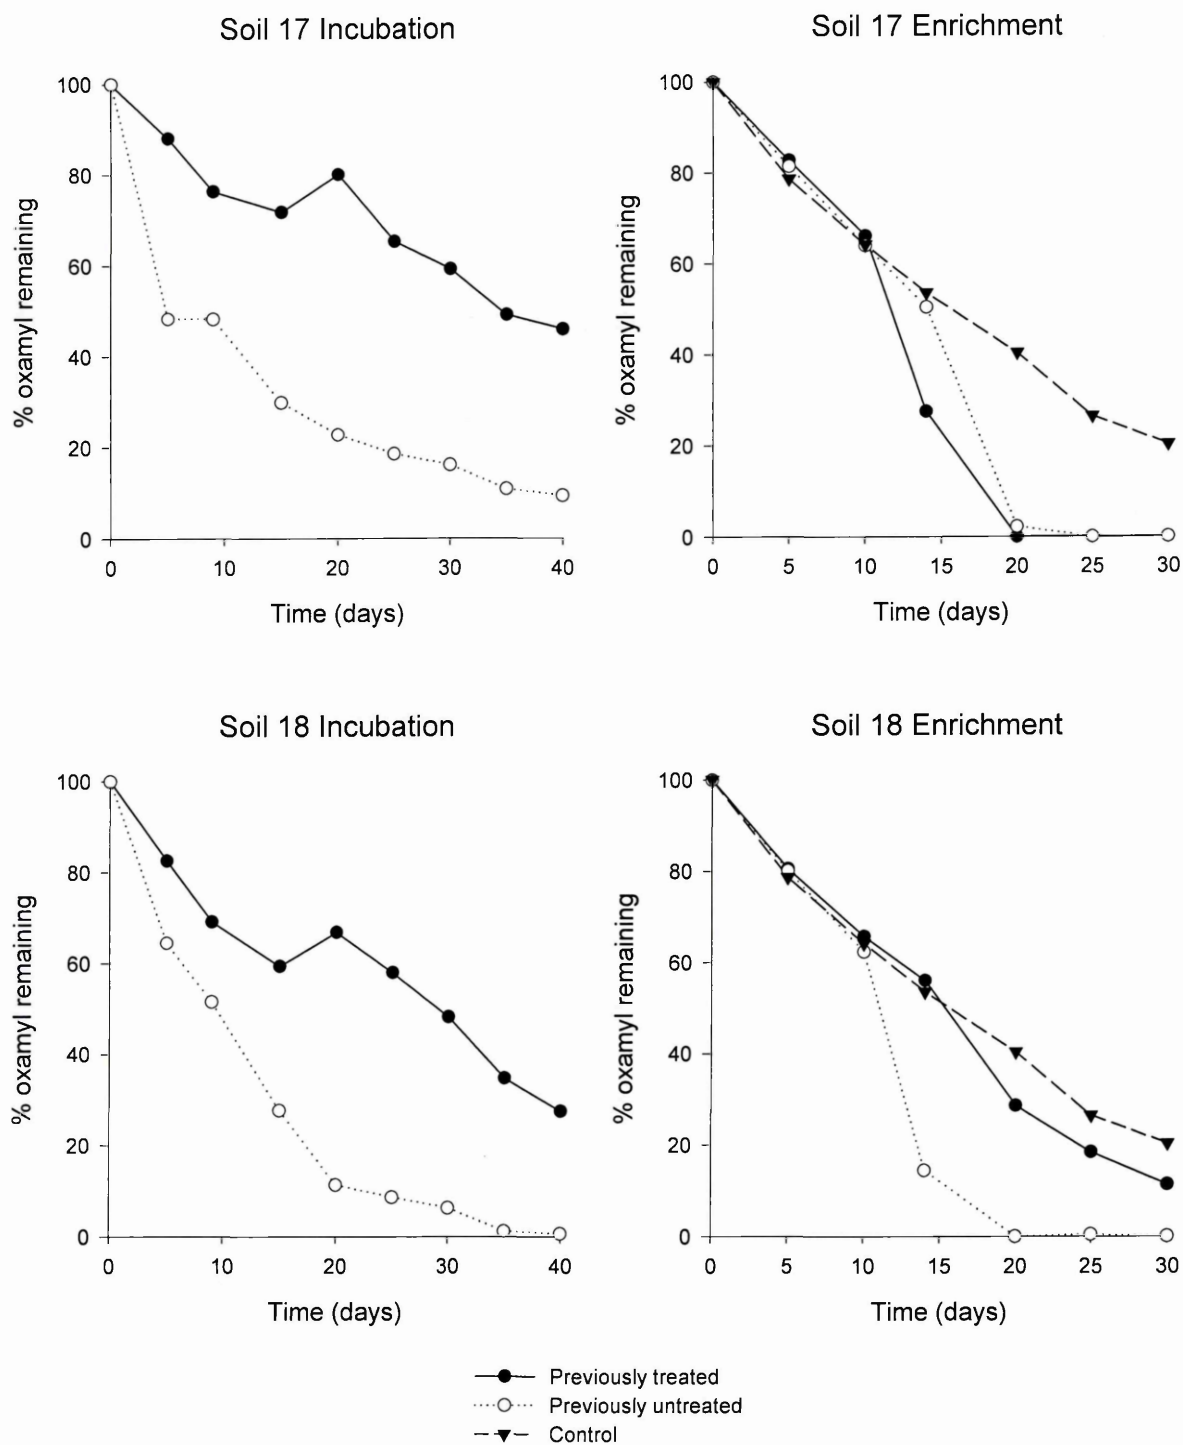 Soil 17 Incubation
Soil 17 Enrichment
100
80
60
40
20
0
% oxamyl remaining
0 10 20 30 40
Time (days)
100
80
60
40
20
0
% oxamyl remaining
0 5 10 15 20 25 30
Time (days)
Soil 18 Incubation
Soil 18 Enrichment
100
80
60
40
20
0
% oxamyl remaining
0 10 20 30 40
Time (days)
100
80
60
40
20
0
% oxamyl remaining
0 5 10 15 20 25 30
Time (days)
Previously treated
Previously untreated
Control